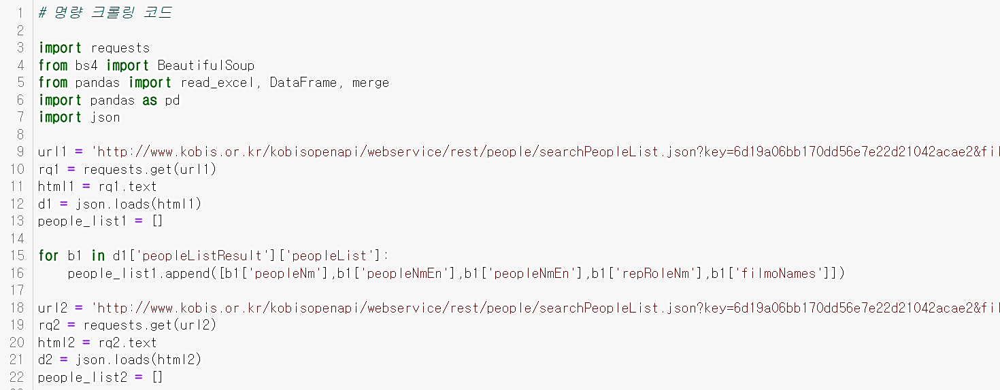 1 # 명량 크롤링 코드
2
3 import requests
4 from bs4 import BeautifulSoup
5 from pandas import read_excel, DataFrame, merge
6 import pandas as pd
7 import json
8
9 url1 = 'http://www.kobis.or.kr/kobisopenapi/webservice/rest/people/searchPeopleList.json?key=6d19a06bb170dd56e7e22d21042acae2&fil
10 rq1 = requests.get(url1)
11 html1 = rq1.text
12 d1 = json.loads(html1)
13 people_list1 = []
14
15 for b1 in d1['peopleListResult']['peopleList']:
16     people_list1.append([b1['peopleNm'],b1['peopleNmEn'],b1['peopleNmEn'],b1['repRoleNm'],b1['filmoNames']])
17
18 url2 = 'http://www.kobis.or.kr/kobisopenapi/webservice/rest/people/searchPeopleList.json?key=6d19a06bb170dd56e7e22d21042acae2&fil
19 rq2 = requests.get(url2)
20 html2 = rq2.text
21 d2 = json.loads(html2)
22 people_list2 = []